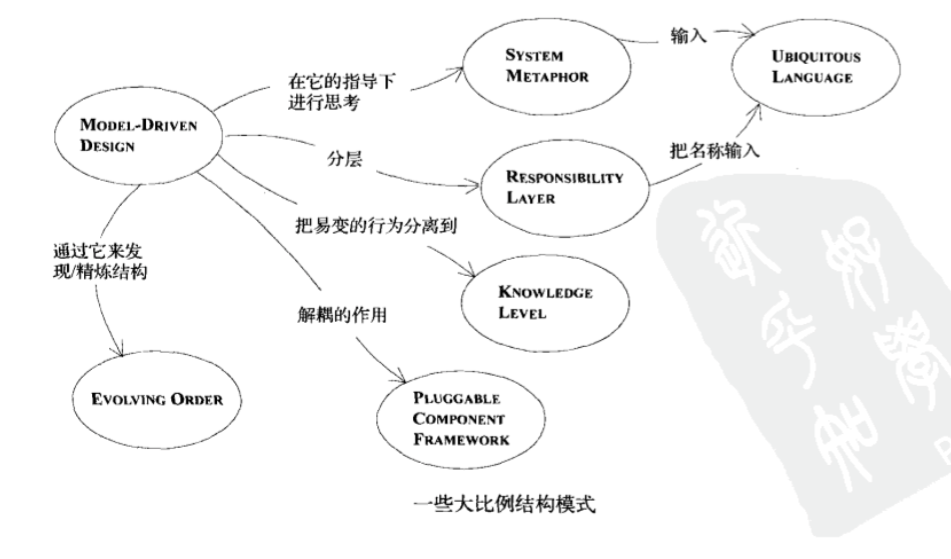 SYSTEM
METAPHOR
输入
UBIQUITOUS
LANGUAGE
在它的指导下
进行思考
MODEL-DRIVEN
DESIGN
分层
把名称输入
RESPONSIBILITY
LAYER
把易变的行为分离到
通过它来发
现/精炼结构
KNOWLEDGE
LEVEL
解耦的作用
EVOLVING ORDER
PLUGGABLE
COMPONENT
FRAMEWORK
一些大比例结构模式